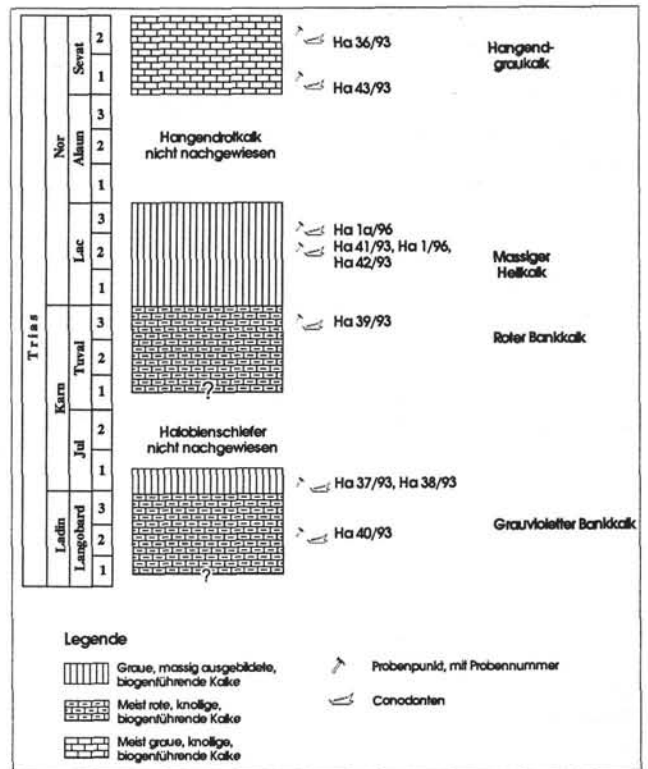 Trias
Nor
Karn
Ladin
Sevat
Alaun
Lac
Tuval
Jul
Langobard
2
Ha 36/93
Hangend-
graukalk
1
Ha 43/93
3
Hangendrotkalk
2
nicht nachgewiesen
1
3
Ha 1a/96
2
Ha 41/93, Ha 1/96,
Ha 42/93
Massiger
Hellkalk
1
3
Ha 39/93
Roter Bankkalk
2
1
?
2
Halobienschiefer
nicht nachgewiesen
1
Ha 37/93, Ha 38/93
3
2
Ha 40/93
Grauvioletter Bankkalk
1
?
Legende
Graue, massig ausgebildete,
biogenführende Kalke
Meist rote, knollige,
biogenführende Kalke
Meist graue, knollige,
biogenführende Kalke
Probenpunkt, mit Probennummer
Conodonten